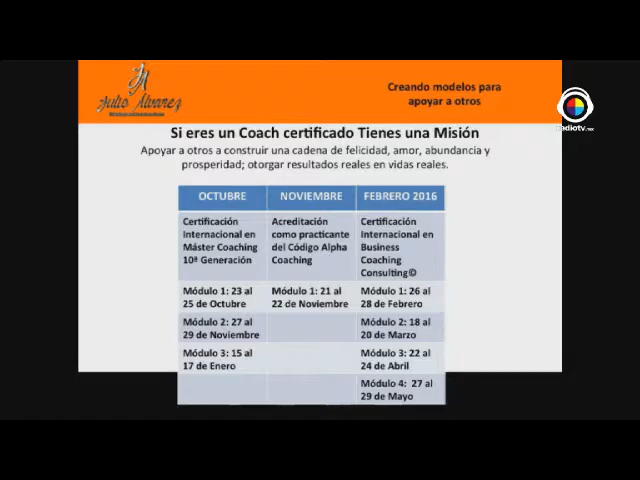 Julio Alvarez
Creando modelos para
apoyar a otros
radiotv.mx
Si eres un Coach certificado Tienes una Misión
Apoyar a otros a construir una cadena de felicidad, amor, abundancia y
prosperidad; otorgar resultados reales en vidas reales.
OCTUBRE NOVIEMBRE FEBRERO 2016
Certificación Acreditación Certificación
Internacional en como practicante Internacional en
Máster Coaching del Código Alpha Business
10ª Generación Coaching Coaching
Consulting©
Módulo 1: 23 al Módulo 1: 21 al Módulo 1: 26 al
25 de Octubre 22 de Noviembre 28 de Febrero
Módulo 2: 27 al Módulo 2: 18 al
29 de Noviembre 20 de Marzo
Módulo 3: 15 al Módulo 3: 22 al
17 de Enero 24 de Abril
Módulo 4: 27 al
29 de Mayo